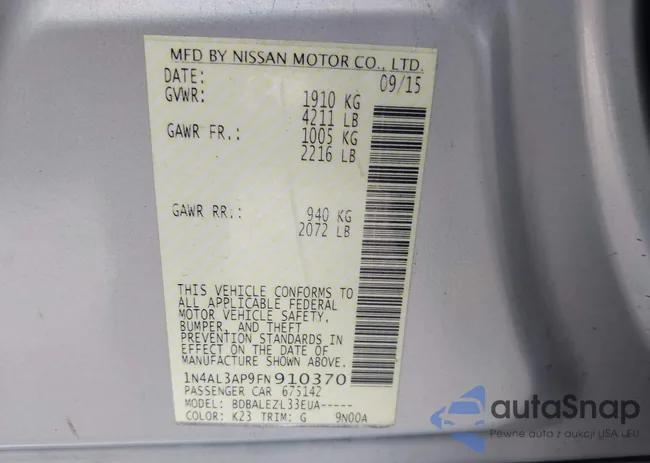 MFD BY NISSAN MOTOR CO., LTD.
DATE: 09/15
GVWR: 1910 KG
4211 LB
GAWR FR.: 1005 KG
2216 LB
GAWR RR.: 940 KG
2072 LB
THIS VEHICLE CONFORMS TO
ALL APPLICABLE FEDERAL
MOTOR VEHICLE SAFETY,
BUMPER, AND THEFT
PREVENTION STANDARDS IN
EFFECT ON THE DATE OF
MANUFACTURE SHOWN ABOVE.
1N4AL3AP9FN910370
PASSENGER CAR 675142
MODEL: BDBALEZL33EUA-----
COLOR: K23 TRIM: G 9N00A
autoSnap
Pewne auta z aukcji USA i EU